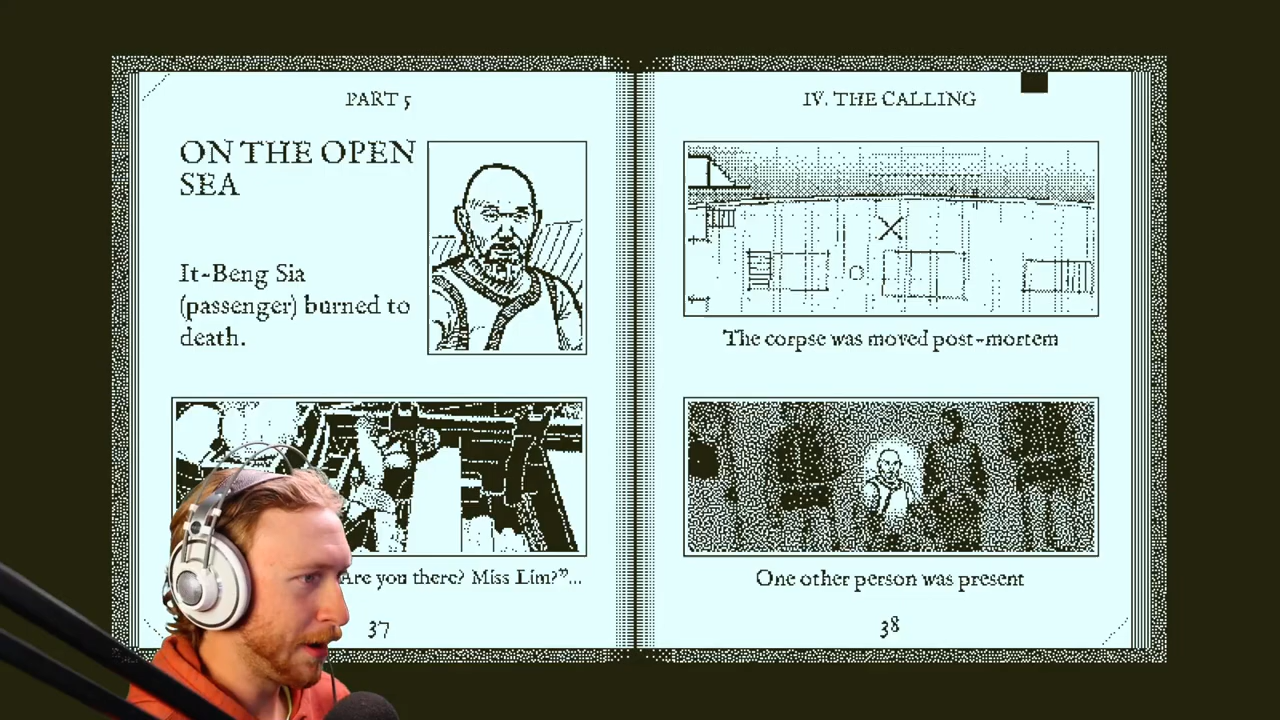 PART 5
ON THE OPEN
SEA
It-Beng Sia
(passenger) burned to
death.
Are you there? Miss Lim?”...
37
IV. THE CALLING
The corpse was moved post-mortem
One other person was present
38